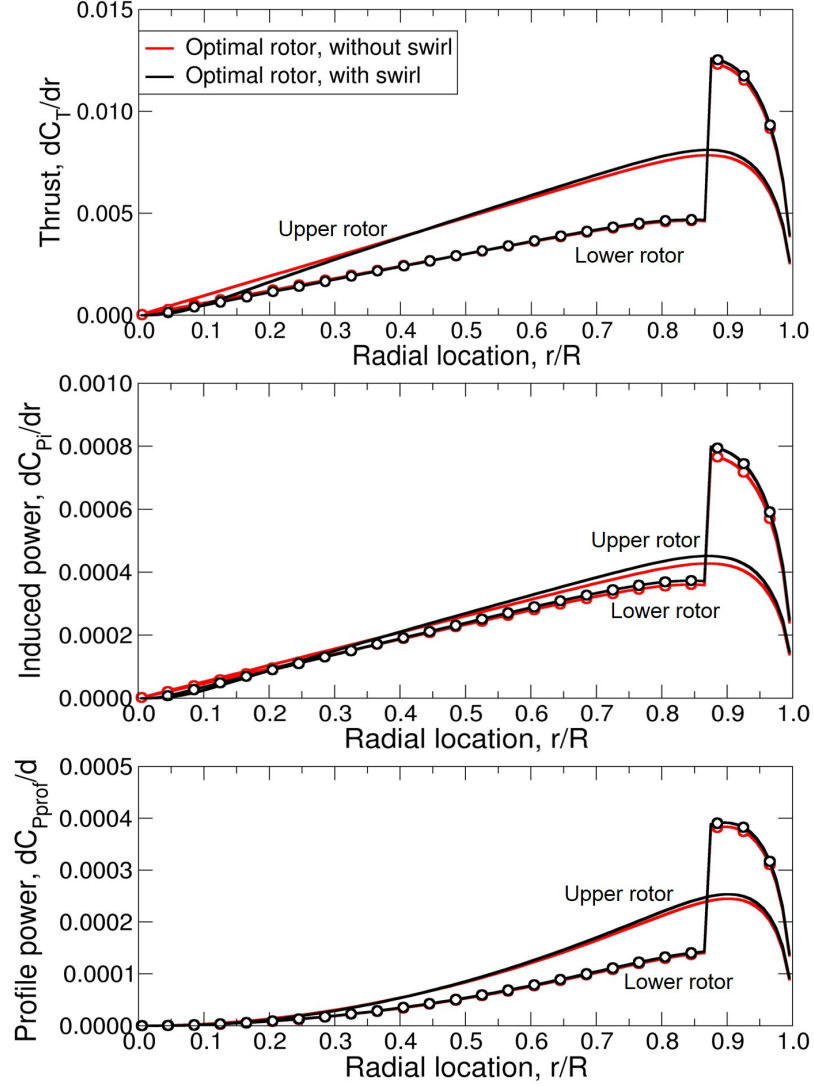 0.015
Optimal rotor, without swirl
Optimal rotor, with swirl
0.010
Thrust, dC_T/dr
Upper rotor
0.005
Lower rotor
0.000
0.0 0.1 0.2 0.3 0.4 0.5 0.6 0.7 0.8 0.9 1.0
Radial location, r/R
0.0010
0.0008
Induced power, dC_Pi/dr
0.0006
Upper rotor
0.0004
Lower rotor
0.0002
0.0000
0.0 0.1 0.2 0.3 0.4 0.5 0.6 0.7 0.8 0.9 1.0
Radial location, r/R
0.0005
Profile power, dC_Pprof/d
0.0004
0.0003
Upper rotor
0.0002
0.0001
Lower rotor
0.0000
0.0 0.1 0.2 0.3 0.4 0.5 0.6 0.7 0.8 0.9 1.0
Radial location, r/R